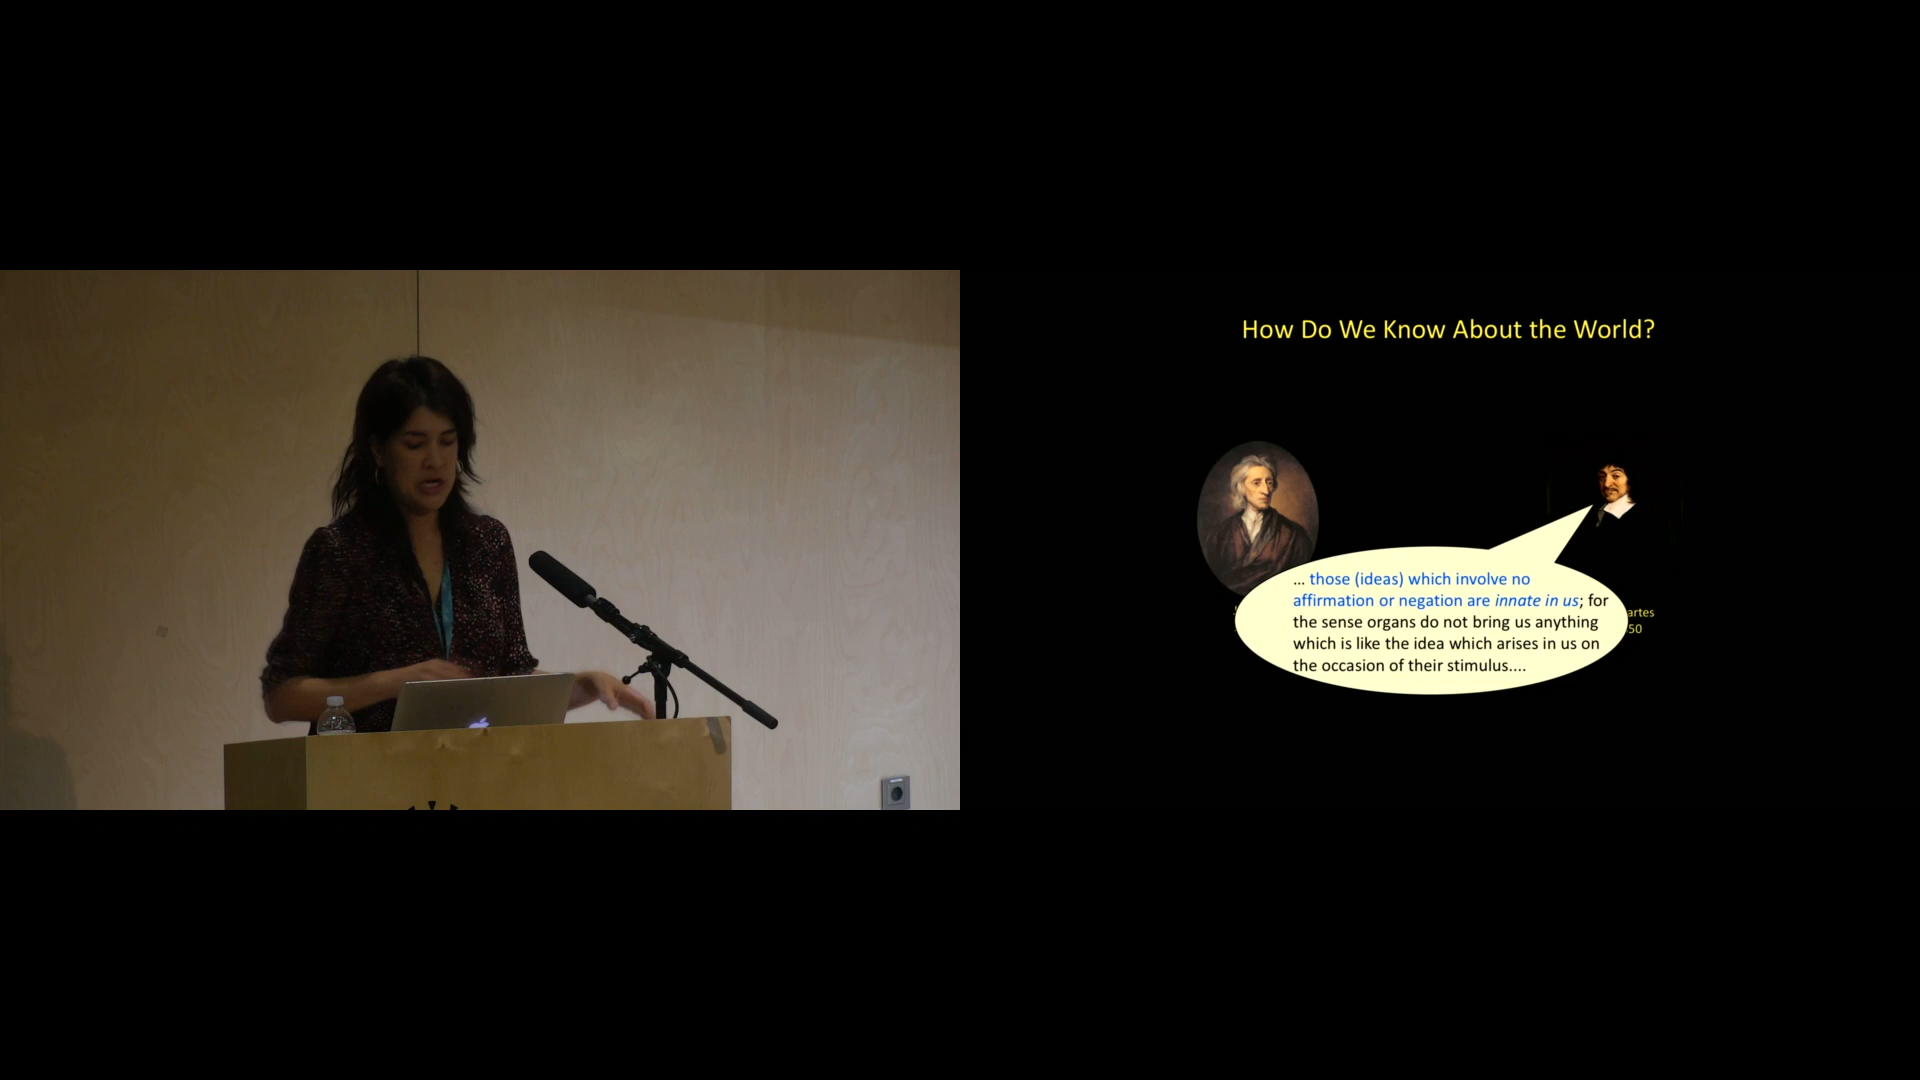 How Do We Know About the World?
... those (ideas) which involve no
affirmation or negation are innate in us; for
the sense organs do not bring us anything
which is like the idea which arises in us on
the occasion of their stimulus....
artes
50